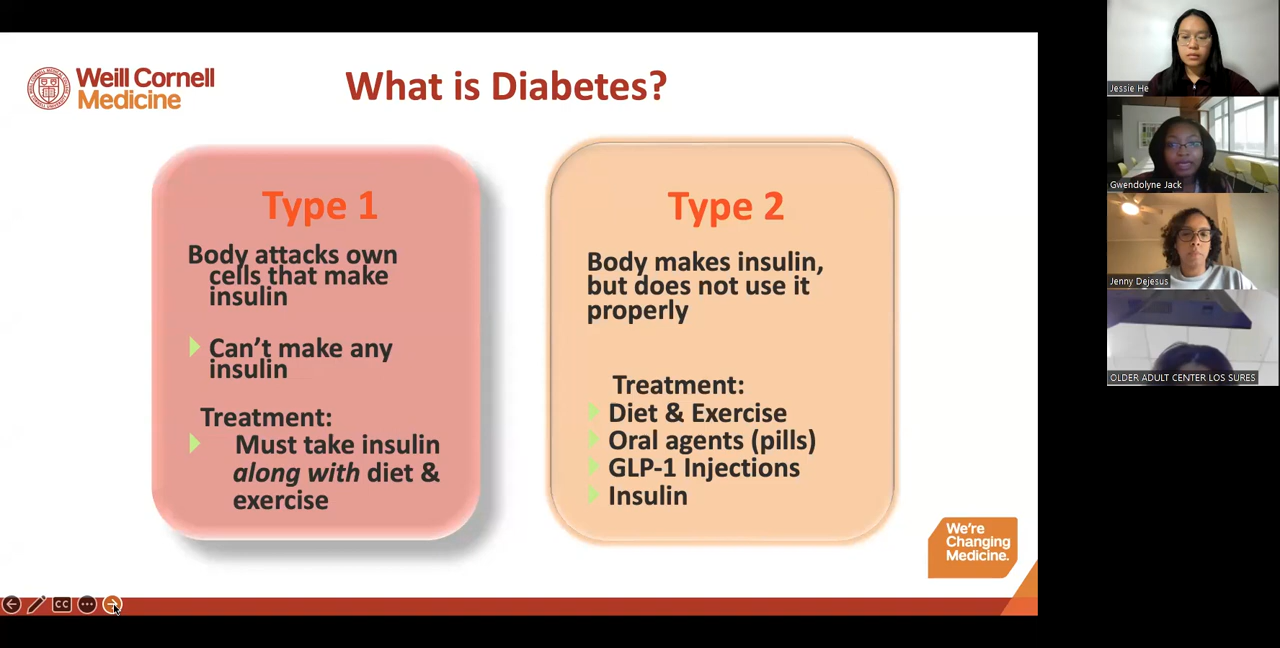 Weill Cornell
Medicine
What is Diabetes?
Type 1
Body attacks own
cells that make
insulin
Can't make any
insulin
Treatment:
Must take insulin
along with diet &
exercise
Type 2
Body makes insulin,
but does not use it
properly
Treatment:
Diet & Exercise
Oral agents (pills)
GLP-1 Injections
Insulin
We're
Changing
Medicine.
CC
Jessie He
Gwendolyne Jack
Jenny Dejesus
OLDER ADULT CENTER LOS SURES